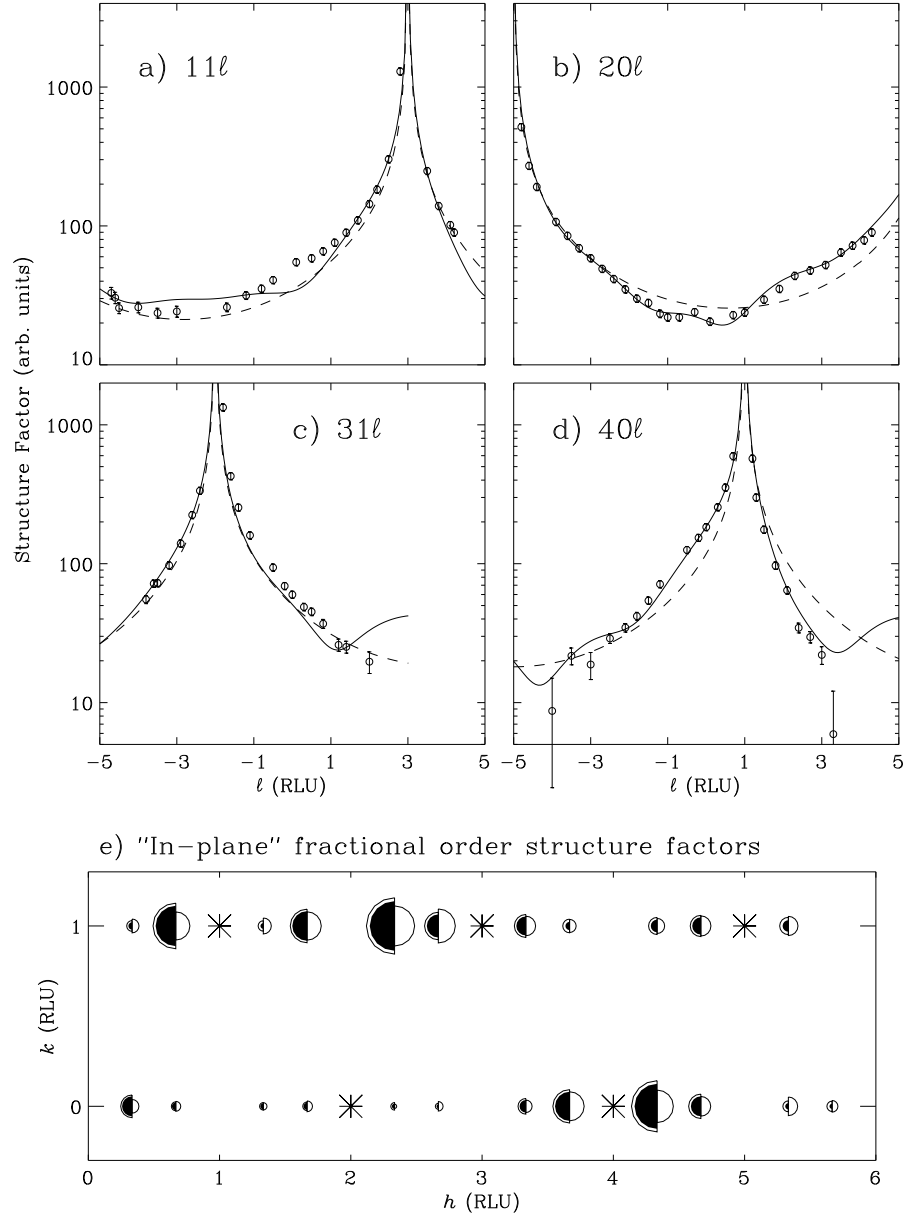 a) 11ℓ
b) 20ℓ
1000
100
10
c) 31ℓ
d) 40ℓ
1000
100
10
Structure Factor (arb. units)
−5 −3 −1 1 3 5
−5 −3 −1 1 3 5
ℓ (RLU)
ℓ (RLU)
e) "In−plane" fractional order structure factors
1
0
k (RLU)
0 1 2 3 4 5 6
h (RLU)